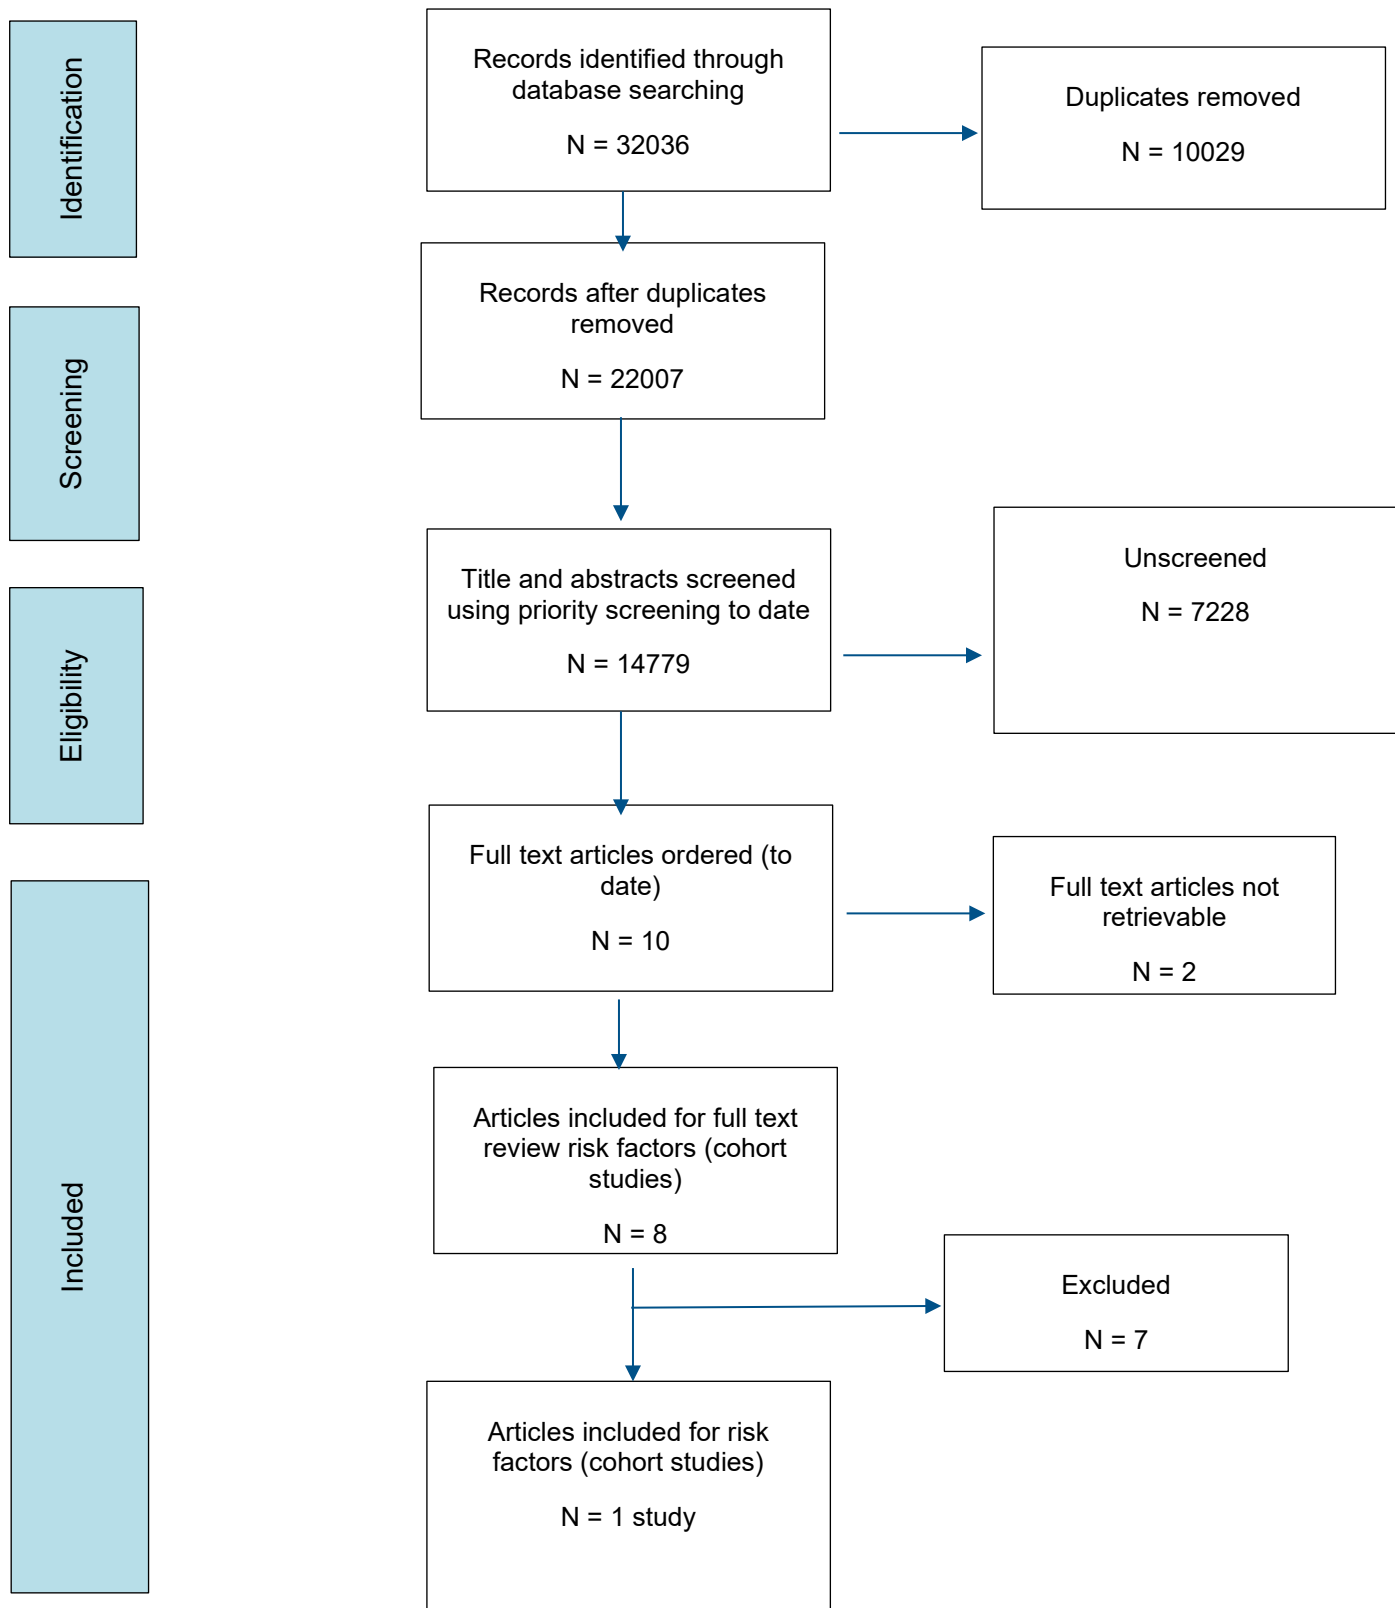 Identification
Records identified through
database searching
N = 32036
Duplicates removed
N = 10029
Records after duplicates
removed
N = 22007
Screening
Title and abstracts screened
using priority screening to date
N = 14779
Unscreened
N = 7228
Eligibility
Full text articles ordered (to
date)
N = 10
Full text articles not
retrievable
N = 2
Included
Articles included for full text
review risk factors (cohort
studies)
N = 8
Excluded
N = 7
Articles included for risk
factors (cohort studies)
N = 1 study